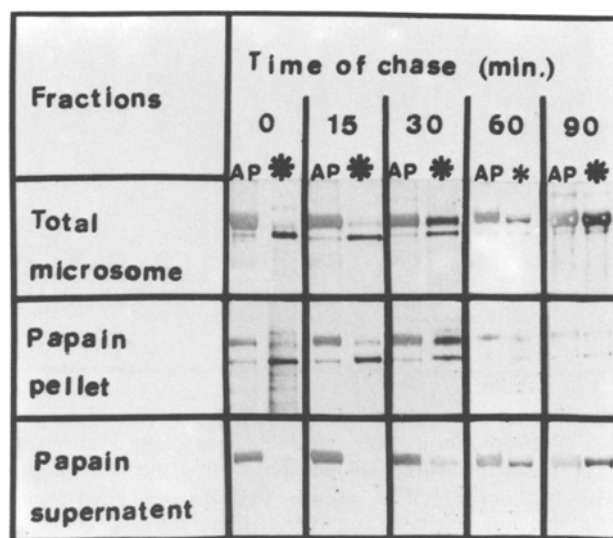 Time of chase (min.)
Fractions
0 15 30 60 90
AP * AP * AP * AP * AP *
Total
microsome
Papain
pellet
Papain
supernatent